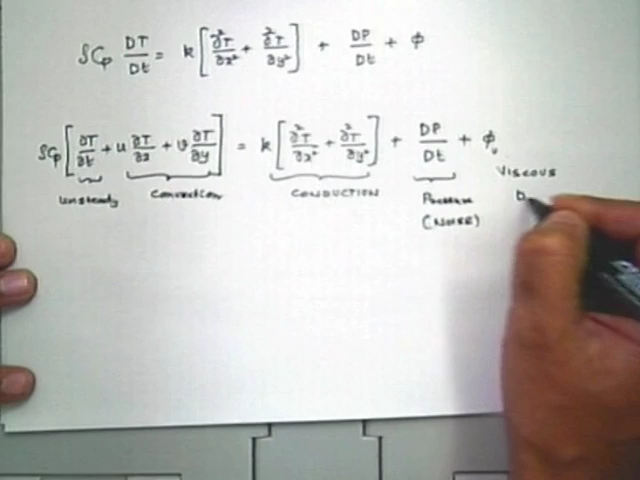 ρCp DT/Dt = k[∂²T/∂x² + ∂²T/∂y²] + DP/Dt + φ
ρCp[∂T/∂t + u ∂T/∂x + v ∂T/∂y] = k[∂²T/∂x² + ∂²T/∂y²] + DP/Dt + φ
Viscous
Unsteady Convection CONDUCTION Pressure D
(WORK)